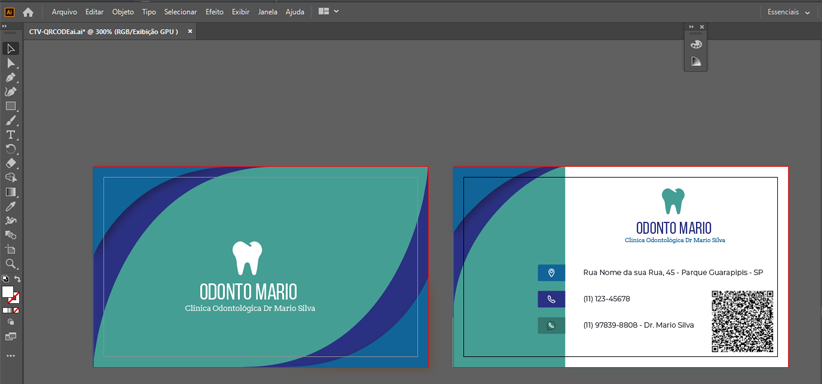 Ai
Arquivo Editar Objeto Tipo Selecionar Efeito Exibir Janela Ajuda
Essenciais
CTV-QRCODEai.ai* @ 300% (RGB/Exibição GPU )
ODONTO MARIO
Clínica Odontológica Dr Mario Silva
ODONTO MARIO
Clínica Odontológica Dr Mario Silva
Rua Nome da sua Rua, 45 - Parque Guarapipis - SP
(11) 123-45678
(11) 97839-8808 - Dr. Mario Silva